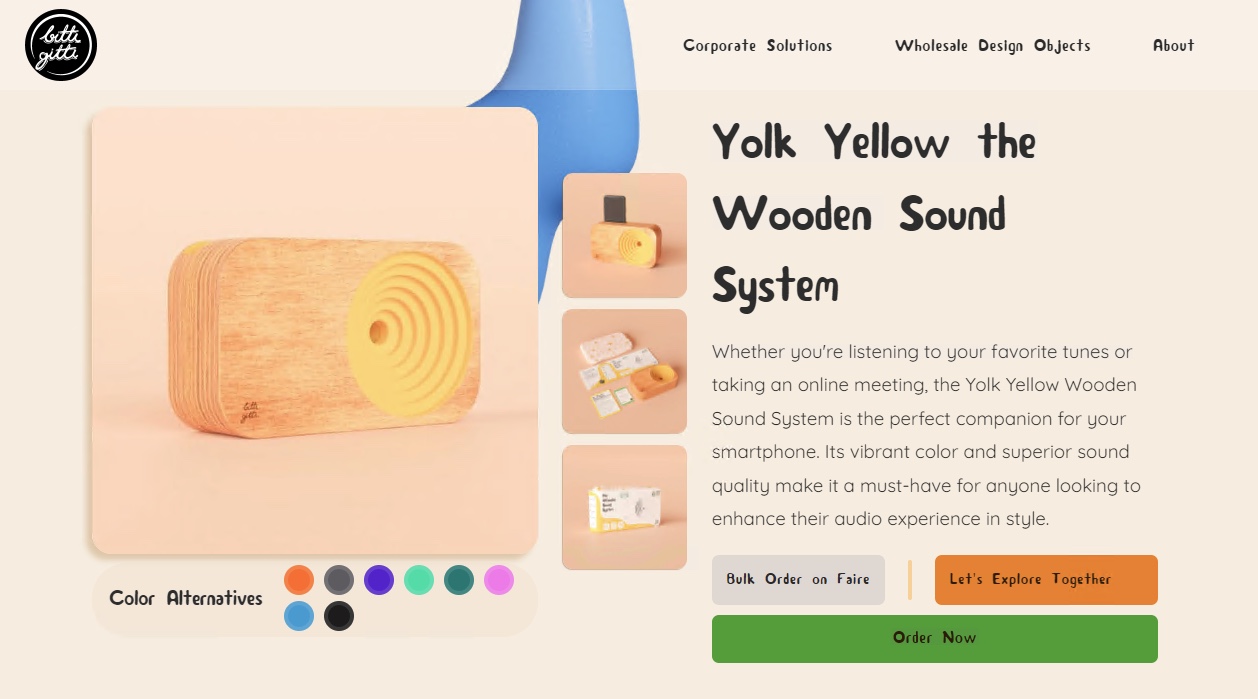 bitti
gitti
Corporate Solutions
Wholesale Design Objects
About
Yolk Yellow the
Wooden Sound
System
Whether you're listening to your favorite tunes or
taking an online meeting, the Yolk Yellow Wooden
Sound System is the perfect companion for your
smartphone. Its vibrant color and superior sound
quality make it a must-have for anyone looking to
enhance their audio experience in style.
bitti
gitti
Color Alternatives
Bulk Order on Faire
Let's Explore Together
Order Now